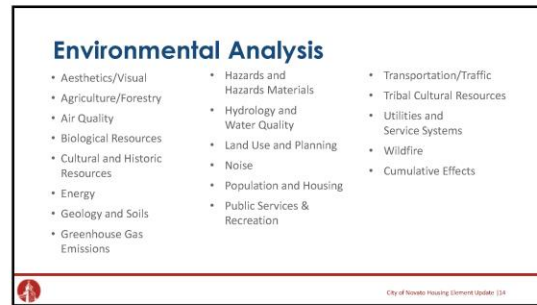 Environmental Analysis
• Aesthetics/Visual
• Agriculture/Forestry
• Air Quality
• Biological Resources
• Cultural and Historic
Resources
• Energy
• Geology and Soils
• Greenhouse Gas
Emissions
• Hazards and
Hazards Materials
• Hydrology and
Water Quality
• Land Use and Planning
• Noise
• Population and Housing
• Public Services &
Recreation
• Transportation/Traffic
• Tribal Cultural Resources
• Utilities and
Service Systems
• Wildfire
• Cumulative Effects
City of Novato Housing Element Update |14